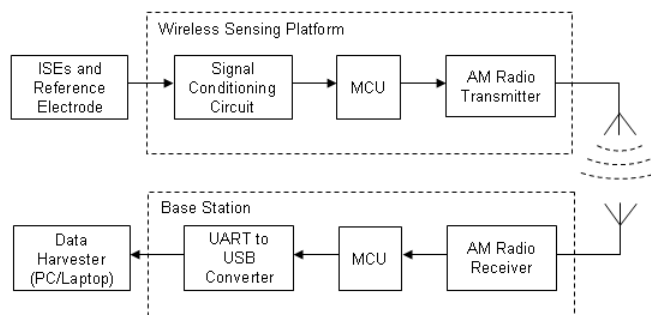 Wireless Sensing Platform
ISEs and
Reference
Electrode
Signal
Conditioning
Circuit
MCU
AM Radio
Transmitter
Base Station
Data
Harvester
(PC/Laptop)
UART to
USB
Converter
MCU
AM Radio
Receiver